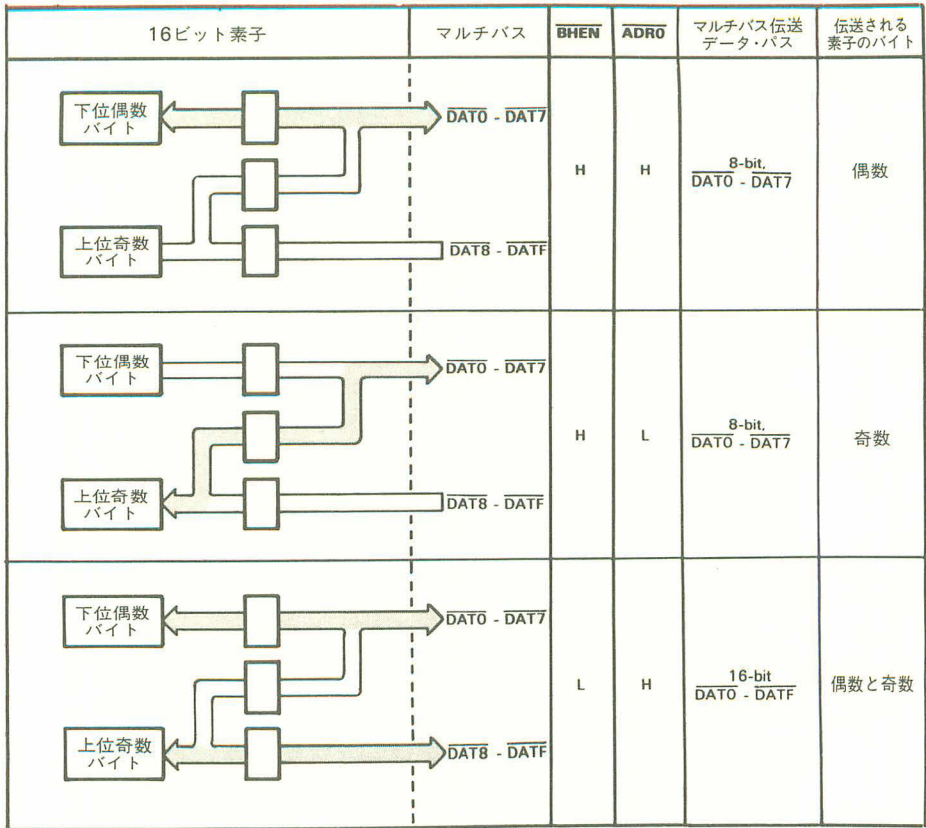 16ビット素子
マルチバス
BHEN
ADR0
マルチバス伝送
データ・パス
伝送される
素子のバイト
下位偶数
バイト
DAT0 - DAT7
上位奇数
バイト
DAT8 - DATF
H
H
8-bit,
DAT0 - DAT7
偶数
下位偶数
バイト
DAT0 - DAT7
上位奇数
バイト
DAT8 - DATF
H
L
8-bit,
DAT0 - DAT7
奇数
下位偶数
バイト
DAT0 - DAT7
上位奇数
バイト
DAT8 - DATF
L
H
16-bit
DAT0 - DATF
偶数と奇数